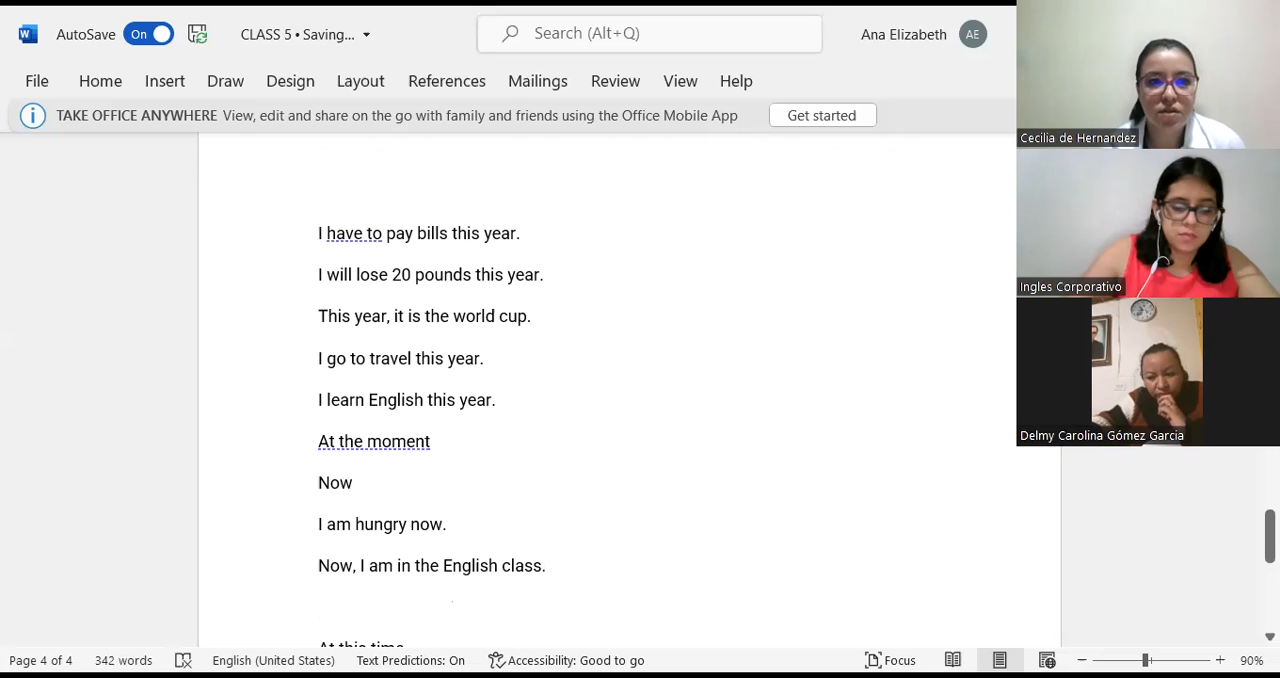 AutoSave On CLASS 5 • Saving... Search (Alt+Q) Ana Elizabeth AE
File Home Insert Draw Design Layout References Mailings Review View Help
TAKE OFFICE ANYWHERE View, edit and share on the go with family and friends using the Office Mobile App Get started
I have to pay bills this year.
I will lose 20 pounds this year.
This year, it is the world cup.
I go to travel this year.
I learn English this year.
At the moment
Now
I am hungry now.
Now, I am in the English class.
At this time
Page 4 of 4 342 words English (United States) Text Predictions: On Accessibility: Good to go Focus 90%
Cecilia de Hernandez
Ingles Corporativo
Delmy Carolina Gómez Garcia